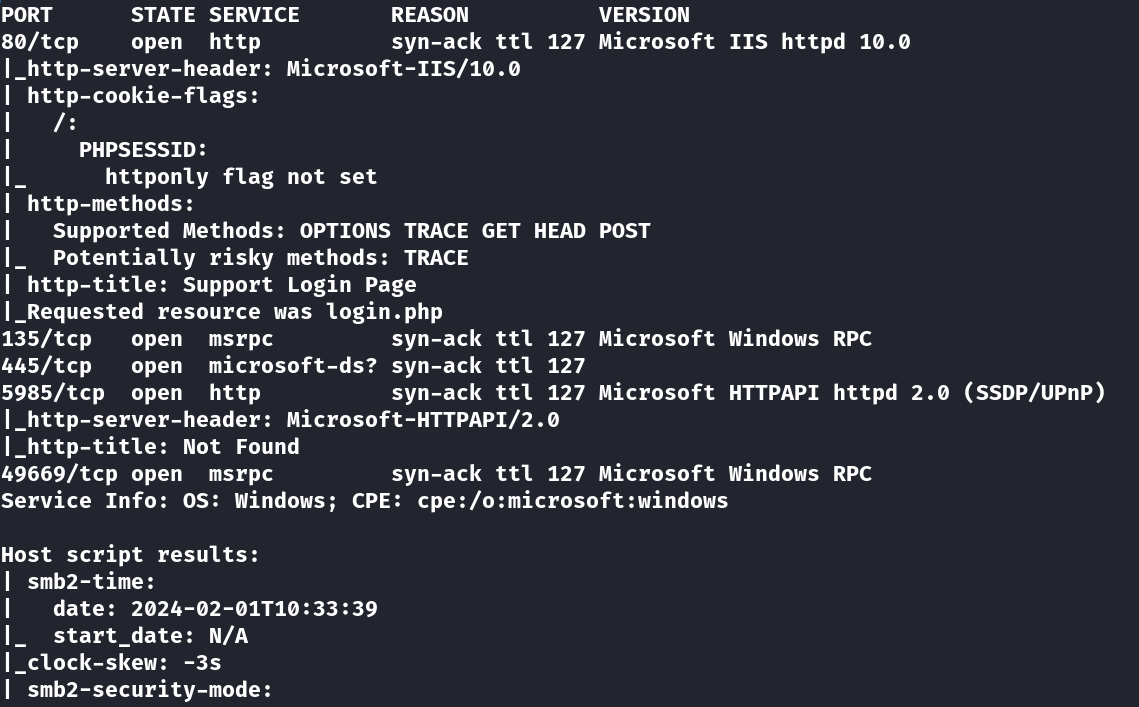 PORT      STATE SERVICE       REASON          VERSION
80/tcp    open  http          syn-ack ttl 127 Microsoft IIS httpd 10.0
|_http-server-header: Microsoft-IIS/10.0
| http-cookie-flags:
|   /:
|     PHPSESSID:
|_      httponly flag not set
| http-methods:
|   Supported Methods: OPTIONS TRACE GET HEAD POST
|_  Potentially risky methods: TRACE
| http-title: Support Login Page
|_Requested resource was login.php
135/tcp   open  msrpc         syn-ack ttl 127 Microsoft Windows RPC
445/tcp   open  microsoft-ds? syn-ack ttl 127
5985/tcp  open  http          syn-ack ttl 127 Microsoft HTTPAPI httpd 2.0 (SSDP/UPnP)
|_http-server-header: Microsoft-HTTPAPI/2.0
|_http-title: Not Found
49669/tcp open  msrpc         syn-ack ttl 127 Microsoft Windows RPC
Service Info: OS: Windows; CPE: cpe:/o:microsoft:windows

Host script results:
| smb2-time:
|   date: 2024-02-01T10:33:39
|_  start_date: N/A
|_clock-skew: -3s
| smb2-security-mode: